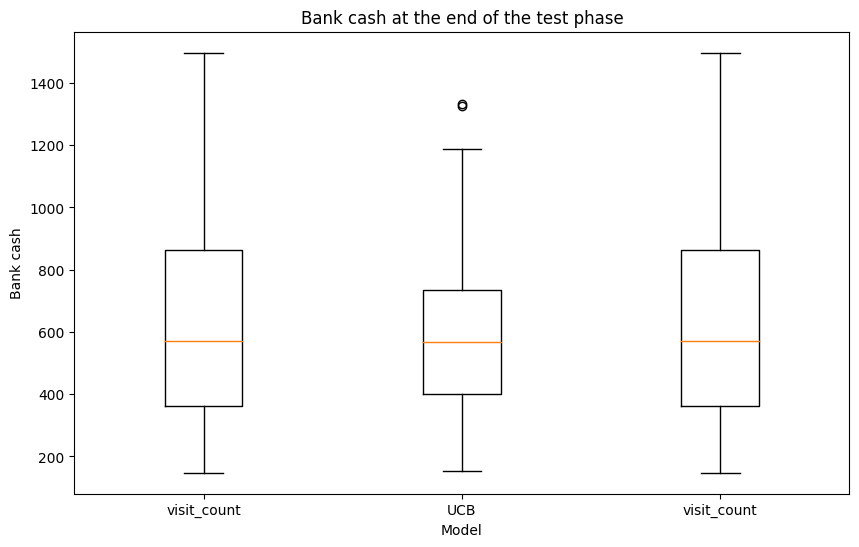 Bank cash at the end of the test phase
1400
1200
1000
800
600
400
200
Bank cash
visit_count
UCB
visit_count
Model